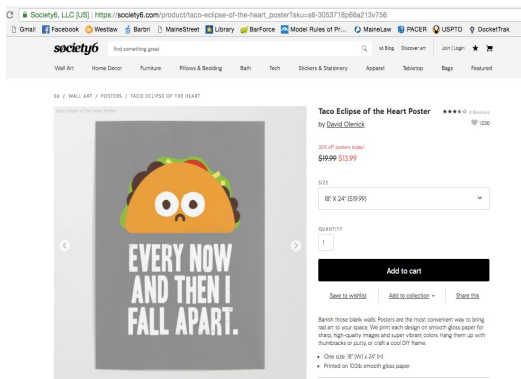 Society6, LLC [US] | https://society6.com/product/taco-eclipse-of-the-heart_poster?sku=s6-3053718p66a213v756
Gmail Facebook Westlaw Barbri MaineStreet Library BarForce Model Rules of Pr... MaineLaw PACER USPTO DocketTrak
society6 find something great s6 Blog Discover art Join | Login
Wall Art Home Decor Furniture Pillows & Bedding Bath Tech Stickers & Stationery Apparel Tabletop Bags Featured
S6 / WALL ART / POSTERS / TACO ECLIPSE OF THE HEART
Taco Eclipse of the Heart Poster
EVERY NOW
AND THEN I
FALL APART.
Taco Eclipse of the Heart Poster 4 Reviews
by David Olenick 1,030
30% off posters today!
$19.99 $13.99
SIZE
18" X 24" ($19.99)
QUANTITY
1
Add to cart
Save to wishlist Add to collection Share this
Banish those blank walls: Posters are the most convenient way to bring
rad art to your space. We print each design on smooth gloss paper for
sharp, high-quality images and super vibrant colors. Hang them up with
thumbtacks or putty, or craft a cool DIY frame.
• One size: 18" (W) x 24" (H)
• Printed on 100lb smooth gloss paper